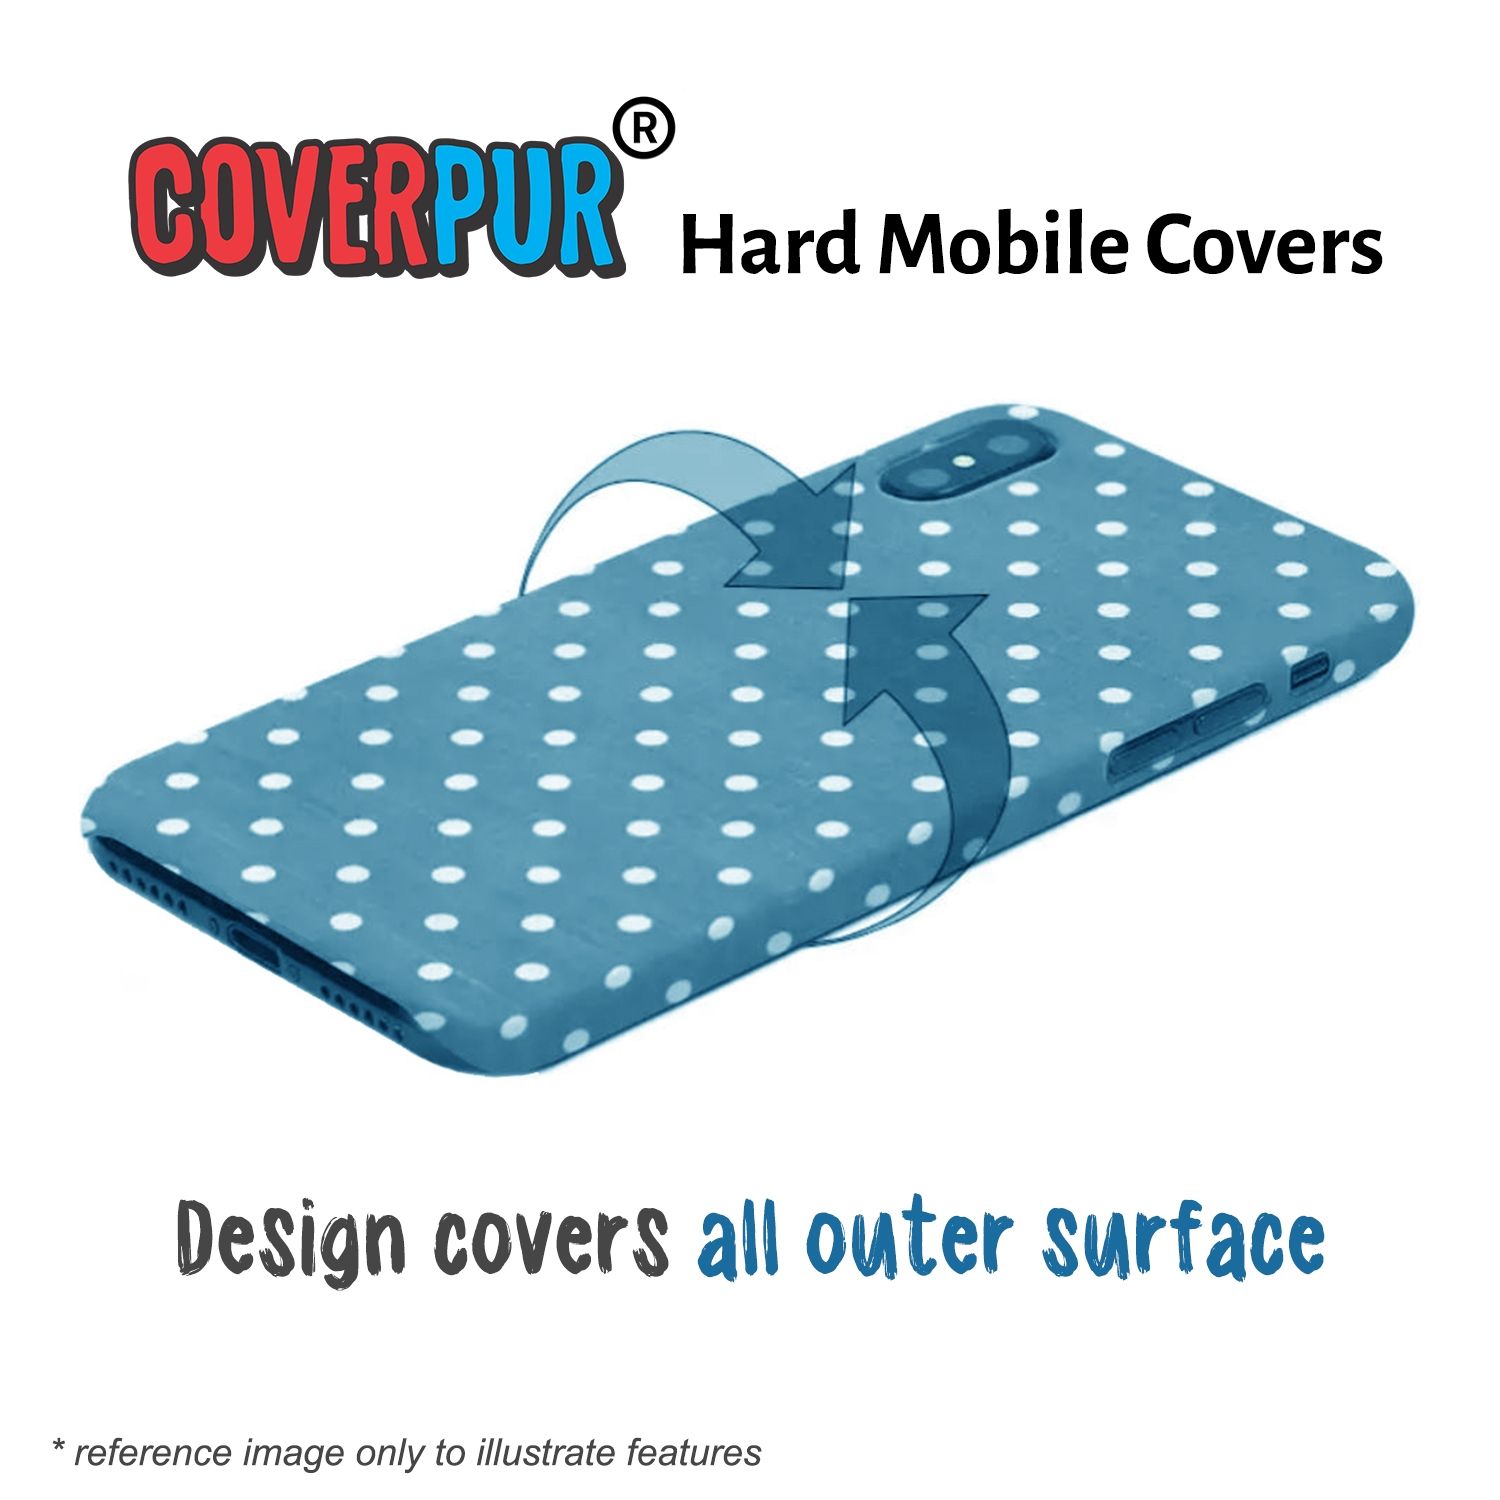 COVERPUR® Hard Mobile Covers
Design covers all outer surface
* reference image only to illustrate features